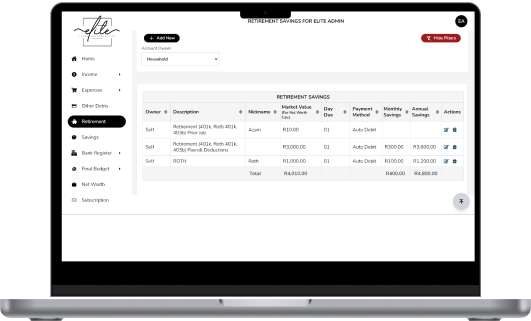 elite
RETIREMENT SAVINGS FOR ELITE ADMIN
EA
+ Add New
Hide Filters
Account Owner
Household
Home
Income
Expenses
Other Debts
Retirement
Savings
Bank Register
Final Budget
Net Worth
Subscription
RETIREMENT SAVINGS
Owner Description Nickname Market Value (For Net Worth Calc) Day Due Payment Method Monthly Savings Annual Savings Actions
Self Retirement (401k, Roth 401k, 403b) Prior Job Azam R10.00 01 Auto Debit
Self Retirement (401k, Roth 401k, 403b) Payroll Deductions R3,000.00 01 Auto Debit R300.00 R3,600.00
Self ROTH Roth R1,000.00 01 Auto Debit R100.00 R1,200.00
Total R4,010.00 R400.00 R4,800.00